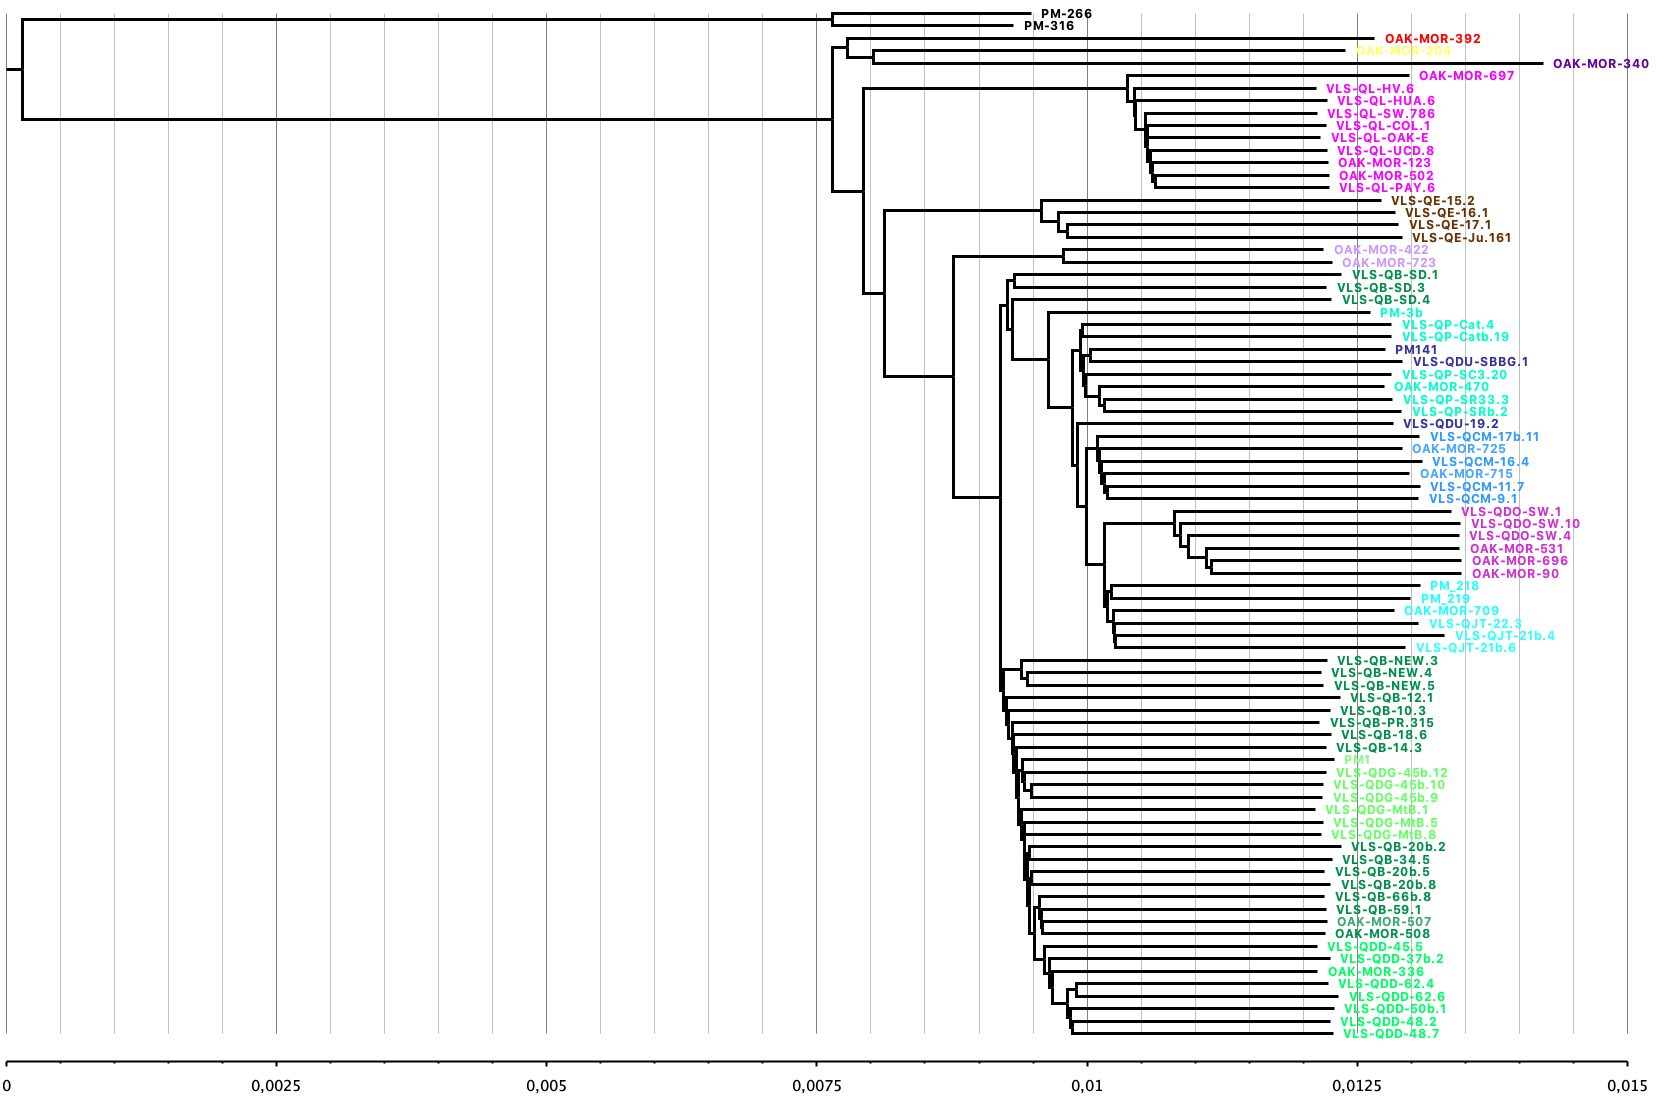 PM-266
PM-316
OAK-MOR-392
OAK-MOR-204
OAK-MOR-340
OAK-MOR-697
VLS-QL-HV.6
VLS-QL-HUA.6
VLS-QL-SW.786
VLS-QL-COL.1
VLS-QL-OAK-E
VLS-QL-UCD.8
OAK-MOR-123
OAK-MOR-502
VLS-QL-PAY.6
VLS-QE-15.2
VLS-QE-16.1
VLS-QE-17.1
VLS-QE-Ju.161
OAK-MOR-422
OAK-MOR-723
VLS-QB-SD.1
VLS-QB-SD.3
VLS-QB-SD.4
PM-3b
VLS-QP-Cat.4
VLS-QP-Catb.19
PM141
VLS-QDU-SBBG.1
VLS-QP-SC3.20
OAK-MOR-470
VLS-QP-SR33.3
VLS-QP-SRb.2
VLS-QDU-19.2
VLS-QCM-17b.11
OAK-MOR-725
VLS-QCM-16.4
OAK-MOR-715
VLS-QCM-11.7
VLS-QCM-9.1
VLS-QDO-SW.1
VLS-QDO-SW.10
VLS-QDO-SW.4
OAK-MOR-531
OAK-MOR-696
OAK-MOR-90
PM_218
PM_219
OAK-MOR-709
VLS-QJT-22.3
VLS-QJT-21b.4
VLS-QJT-21b.6
VLS-QB-NEW.3
VLS-QB-NEW.4
VLS-QB-NEW.5
VLS-QB-12.1
VLS-QB-10.3
VLS-QB-PR.315
VLS-QB-18.6
VLS-QB-14.3
PM1
VLS-QDG-45b.12
VLS-QDG-45b.10
VLS-QDG-45b.9
VLS-QDG-MtB.1
VLS-QDG-MtB.5
VLS-QDG-MtB.8
VLS-QB-20b.2
VLS-QB-34.5
VLS-QB-20b.5
VLS-QB-20b.8
VLS-QB-66b.8
VLS-QB-59.1
OAK-MOR-507
OAK-MOR-508
VLS-QDD-45.5
VLS-QDD-37b.2
OAK-MOR-336
VLS-QDD-62.4
VLS-QDD-62.6
VLS-QDD-50b.1
VLS-QDD-48.2
VLS-QDD-48.7
0 0,0025 0,005 0,0075 0,01 0,0125 0,015